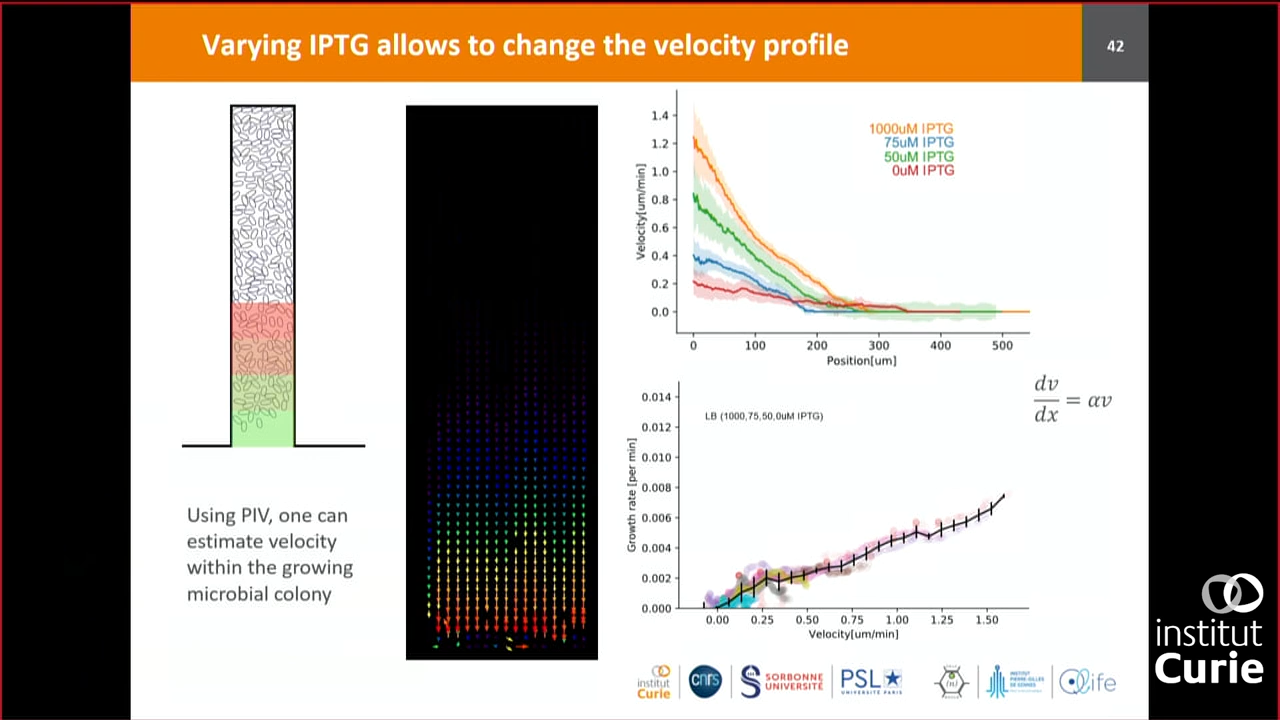 Varying IPTG allows to change the velocity profile
42
Using PIV, one can
estimate velocity
within the growing
microbial colony
1.4
1.2
1.0
0.8
0.6
0.4
0.2
0.0
Velocity[um/min]
1000uM IPTG
75uM IPTG
50uM IPTG
0uM IPTG
0 100 200 300 400 500
Position[um]
dv
dx
= αv
0.014
0.012
0.010
0.008
0.006
0.004
0.002
0.000
Growth rate [per min]
LB (1000,75,50,0uM IPTG)
0.00 0.25 0.50 0.75 1.00 1.25 1.50
Velocity[um/min]
institut
Curie
cnrs
S SORBONNE
UNIVERSITÉ
PSL
UNIVERSITÉ PARIS
INSTITUT
PIERRE-GILLES
DE GENNES
life
institut
Curie